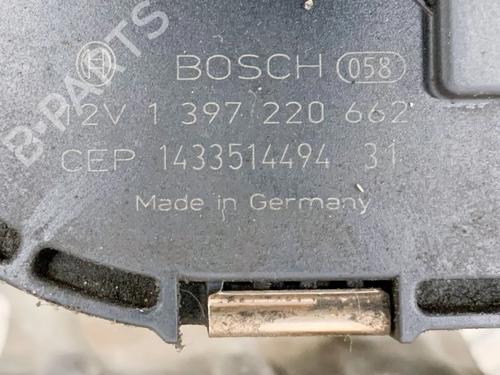 BOSCH 058
12V 1 397 220 662
CEP 1433514494 31
Made in Germany
B-PARTS